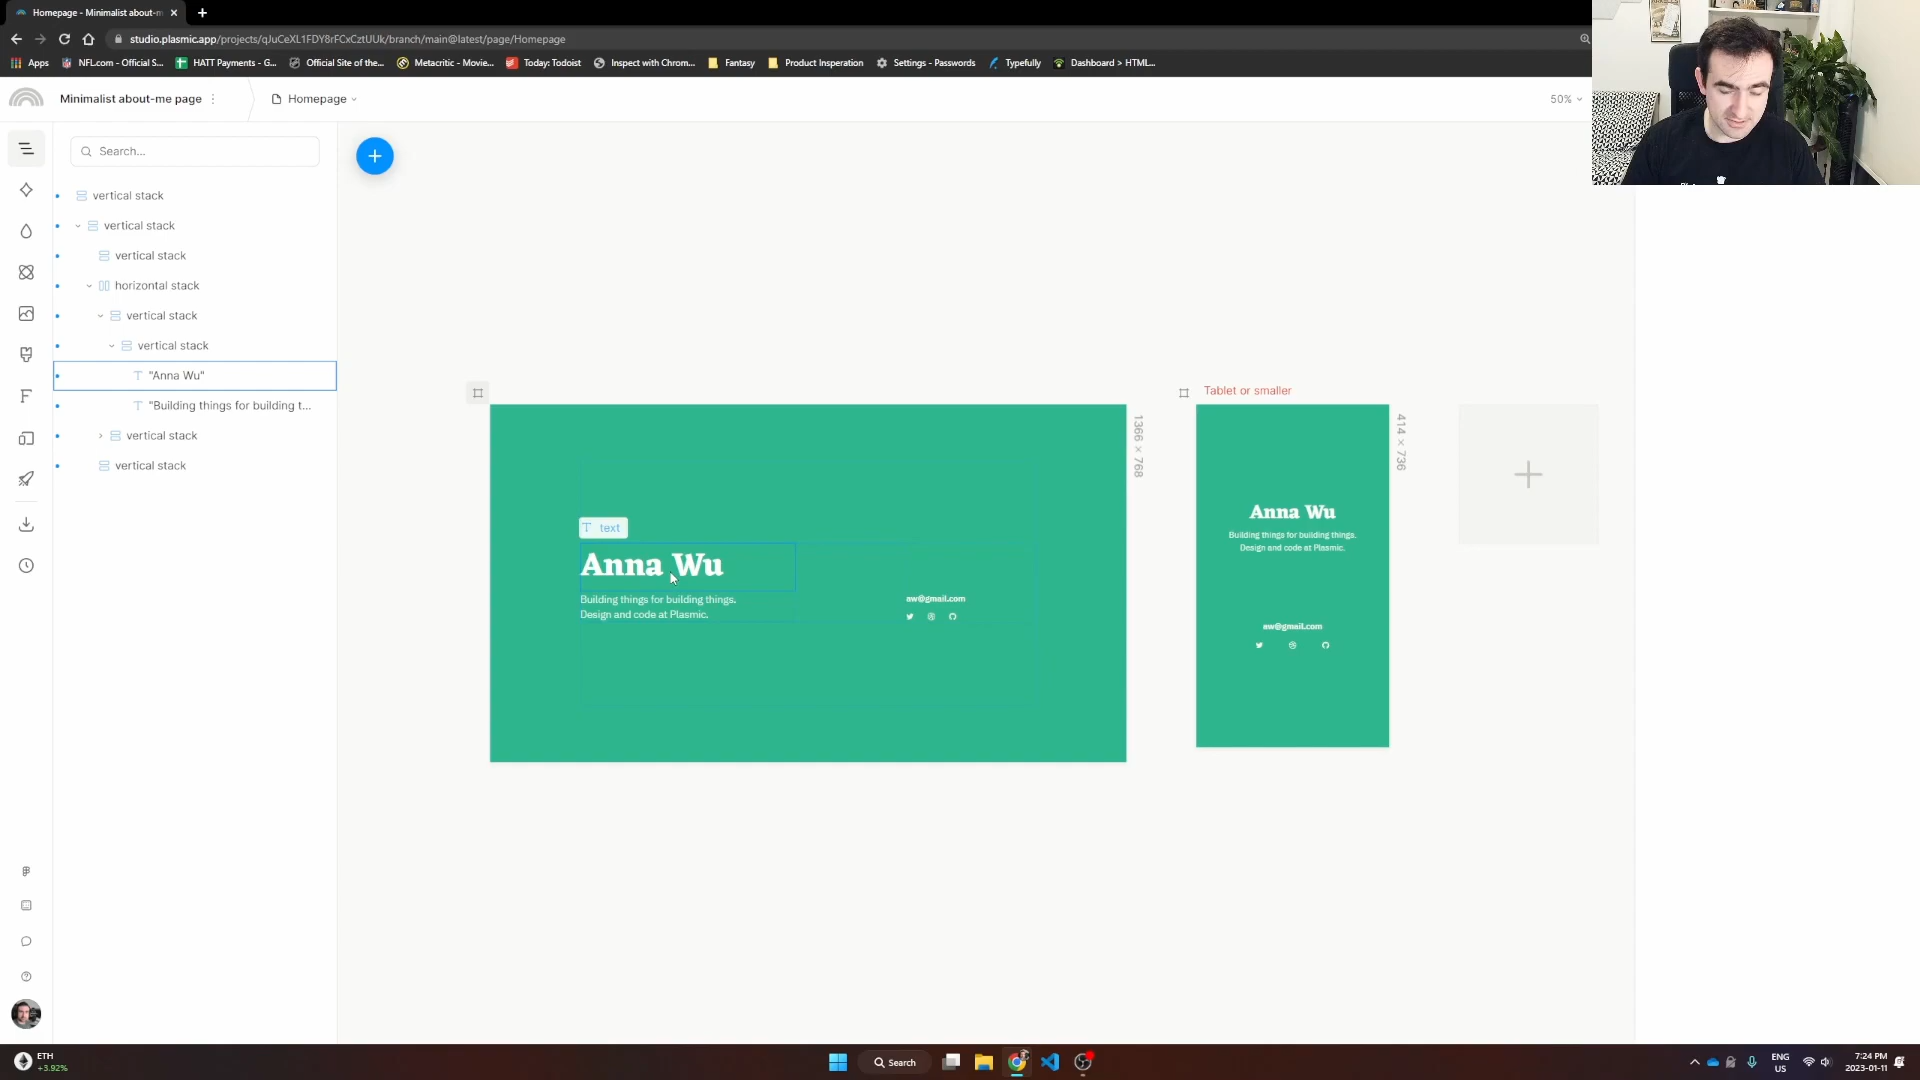 Homepage - Minimalist about-m
studio.plasmic.app/projects/qJuCeXL1FDY8rFCxCztUUk/branch/main@latest/page/Homepage
Apps NFL.com - Official S... HATT Payments - G... Official Site of the... Metacritic - Movie... Today: Todoist Inspect with Chrom... Fantasy Product Insperation Settings - Passwords Typefully Dashboard > HTML...
Minimalist about-me page Homepage 50%
Search...
vertical stack
vertical stack
vertical stack
horizontal stack
vertical stack
vertical stack
T "Anna Wu"
T "Building things for building t...
vertical stack
vertical stack
T text
Anna Wu
Building things for building things.
Design and code at Plasmic.
aw@gmail.com
1366 × 768
Tablet or smaller
Anna Wu
Building things for building things.
Design and code at Plasmic.
aw@gmail.com
414 × 736
ETH
+3.92%
Search
ENG
US
7:24 PM
2023-01-11